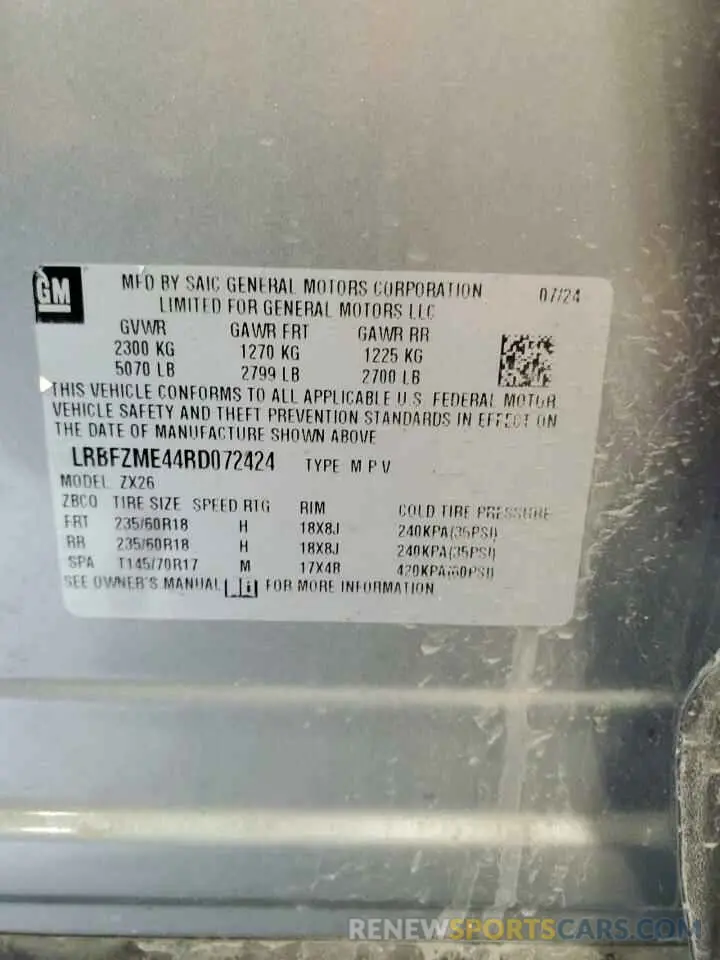 GM
MFD BY SAIC GENERAL MOTORS CORPORATION 07/24
LIMITED FOR GENERAL MOTORS LLC
GVWR GAWR FRT GAWR RR
2300 KG 1270 KG 1225 KG
5070 LB 2799 LB 2700 LB
THIS VEHICLE CONFORMS TO ALL APPLICABLE U.S. FEDERAL MOTOR
VEHICLE SAFETY AND THEFT PREVENTION STANDARDS IN EFFECT ON
THE DATE OF MANUFACTURE SHOWN ABOVE
LRBFZME44RD072424 TYPE M P V
MODEL ZX26
ZBCO TIRE SIZE SPEED RTG RIM COLD TIRE PRESSURE
FRT 235/60R18 H 18X8J 240KPA(35PSI)
RR 235/60R18 H 18X8J 240KPA(35PSI)
SPA T145/70R17 M 17X4R 420KPA(60PSI)
SEE OWNER'S MANUAL i FOR MORE INFORMATION
RENEWSPORTSCARS.COM